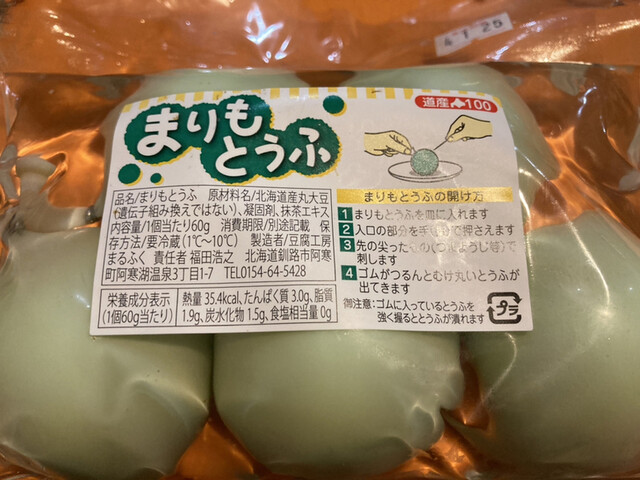 4.1.25
まりも
とうふ
道産 100
品名/まりもとうふ 原材料名/北海道産丸大豆
(遺伝子組み換えではない)、凝固剤、抹茶エキス
内容量/1個当たり60g 消費期限/別途記載 保
存方法/要冷蔵(1℃～10℃) 製造者/豆腐工房
まるふく 責任者 福田浩之 北海道釧路市阿寒
町阿寒湖温泉3丁目1-7 TEL0154-64-5428
栄養成分表示
(1個60g当たり)
熱量 35.4kcal、たんぱく質 3.0g、脂質
1.9g、炭水化物 1.5g、食塩相当量 0g
まりもとうふの開け方
1 まりもとうふを皿に入れます
2 入口の部分を手で押さえます
3 先の尖ったもの(つまようじ等)で
刺します
4 ゴムがつるんとむけ丸いとうふが
出てきます
御注意:ゴムに入っているとうふを
強く握るととうふが潰れます
プラ